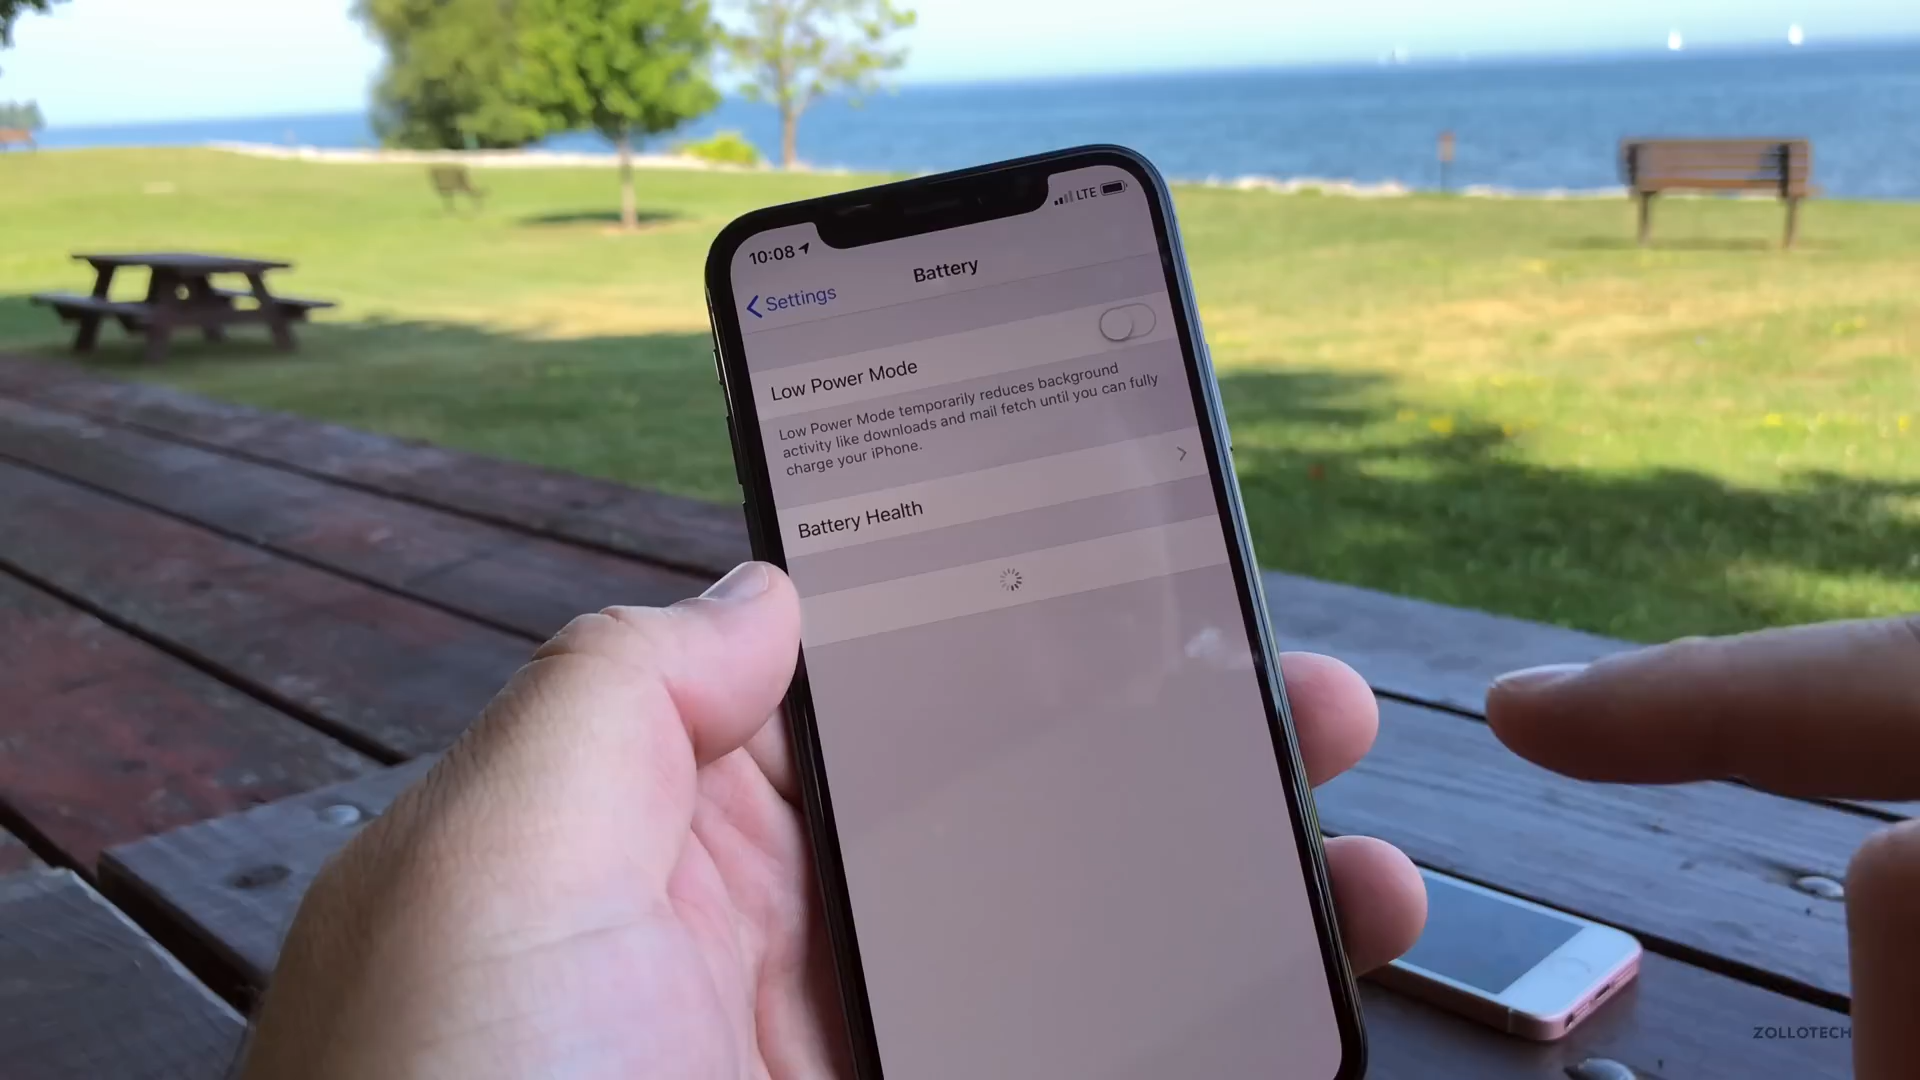 10:08
LTE
Battery
Settings
Low Power Mode
Low Power Mode temporarily reduces background
activity like downloads and mail fetch until you can fully
charge your iPhone.
Battery Health
ZOLLOTECH